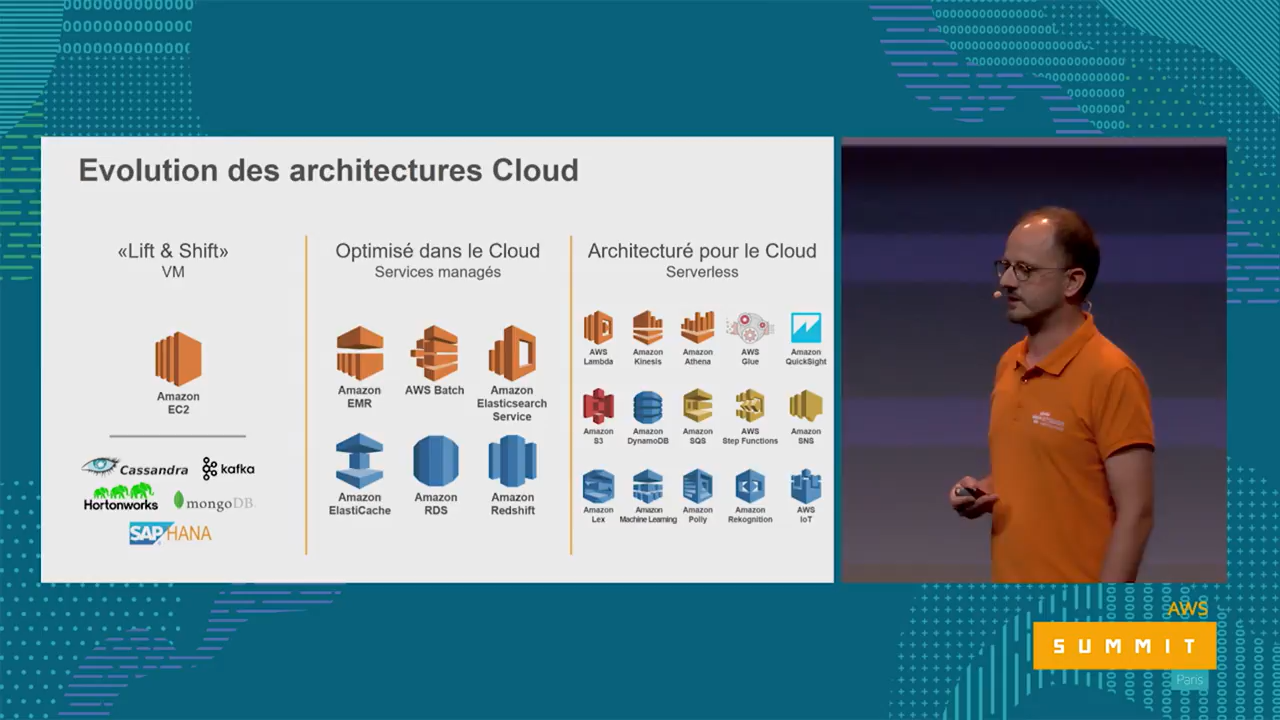 Evolution des architectures Cloud
«Lift & Shift»
VM
Amazon
EC2
Cassandra
kafka
Hortonworks
mongoDB
SAP HANA
Optimisé dans le Cloud
Services managés
Amazon
EMR
AWS Batch
Amazon
Elasticsearch
Service
Amazon
ElastiCache
Amazon
RDS
Amazon
Redshift
Architecturé pour le Cloud
Serverless
AWS
Lambda
Amazon
Kinesis
Amazon
Athena
AWS
Glue
Amazon
QuickSight
Amazon
S3
Amazon
DynamoDB
Amazon
SQS
AWS
Step Functions
Amazon
SNS
Amazon
Lex
Amazon
Machine Learning
Amazon
Polly
Amazon
Rekognition
AWS
IoT
AWS
SUMMIT
Paris